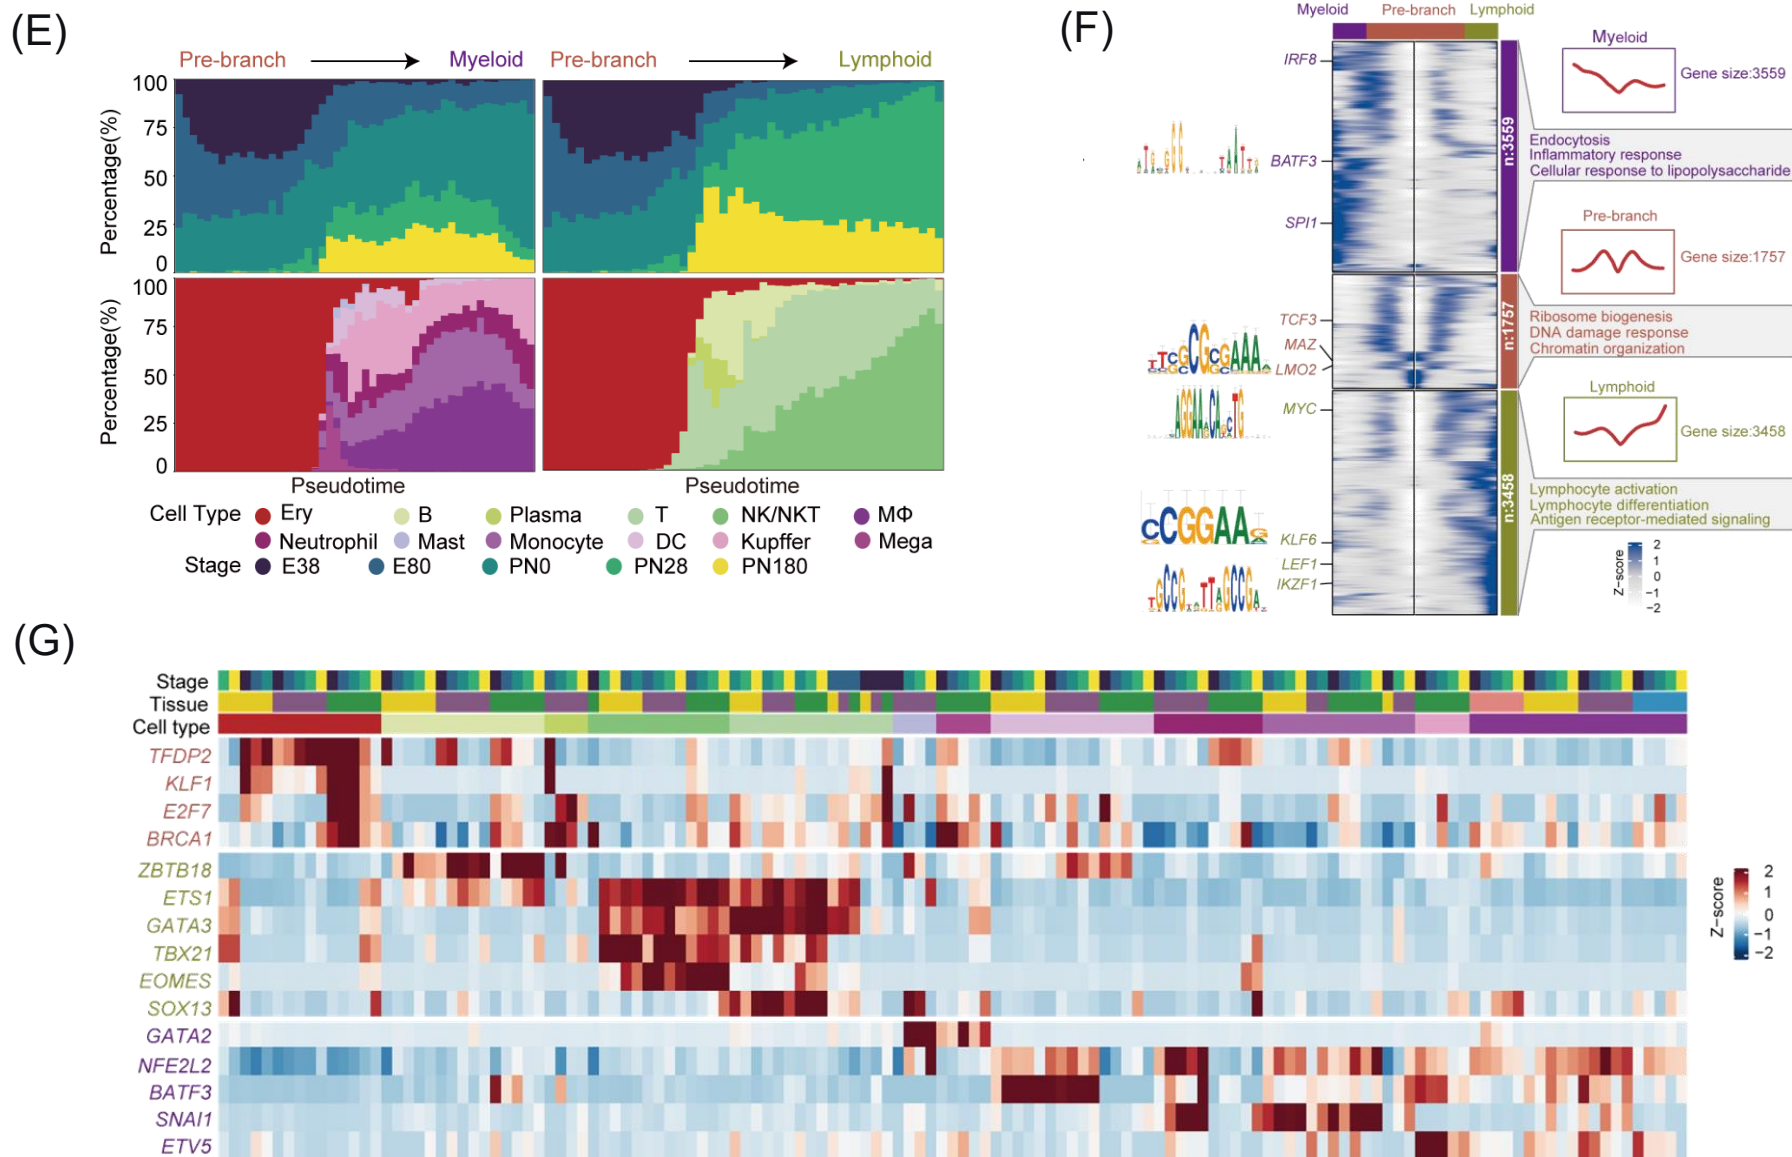 (E)
Pre-branch
Myeloid
Pre-branch
Lymphoid
Percentage(%)
100
75
50
25
0
Percentage(%)
100
75
50
25
0
Pseudotime
Pseudotime
Cell Type
Ery
B
Plasma
T
NK/NKT
MΦ
Neutrophil
Mast
Monocyte
DC
Kupffer
Mega
Stage
E38
E80
PN0
PN28
PN180
(F)
Myeloid
Pre-branch
Lymphoid
IRF8
BATF3
SPI1
TCF3
MAZ
LMO2
MYC
KLF6
LEF1
IKZF1
n:3559
n:1757
n:3458
Myeloid
Gene size:3559
Endocytosis
Inflammatory response
Cellular response to lipopolysaccharide
Pre-branch
Gene size:1757
Ribosome biogenesis
DNA damage response
Chromatin organization
Lymphoid
Gene size:3458
Lymphocyte activation
Lymphocyte differentiation
Antigen receptor-mediated signaling
Z-score
2
1
0
−1
−2
(G)
Stage
Tissue
Cell type
TFDP2
KLF1
E2F7
BRCA1
ZBTB18
ETS1
GATA3
TBX21
EOMES
SOX13
GATA2
NFE2L2
BATF3
SNAI1
ETV5
Z-score
2
1
0
−1
−2